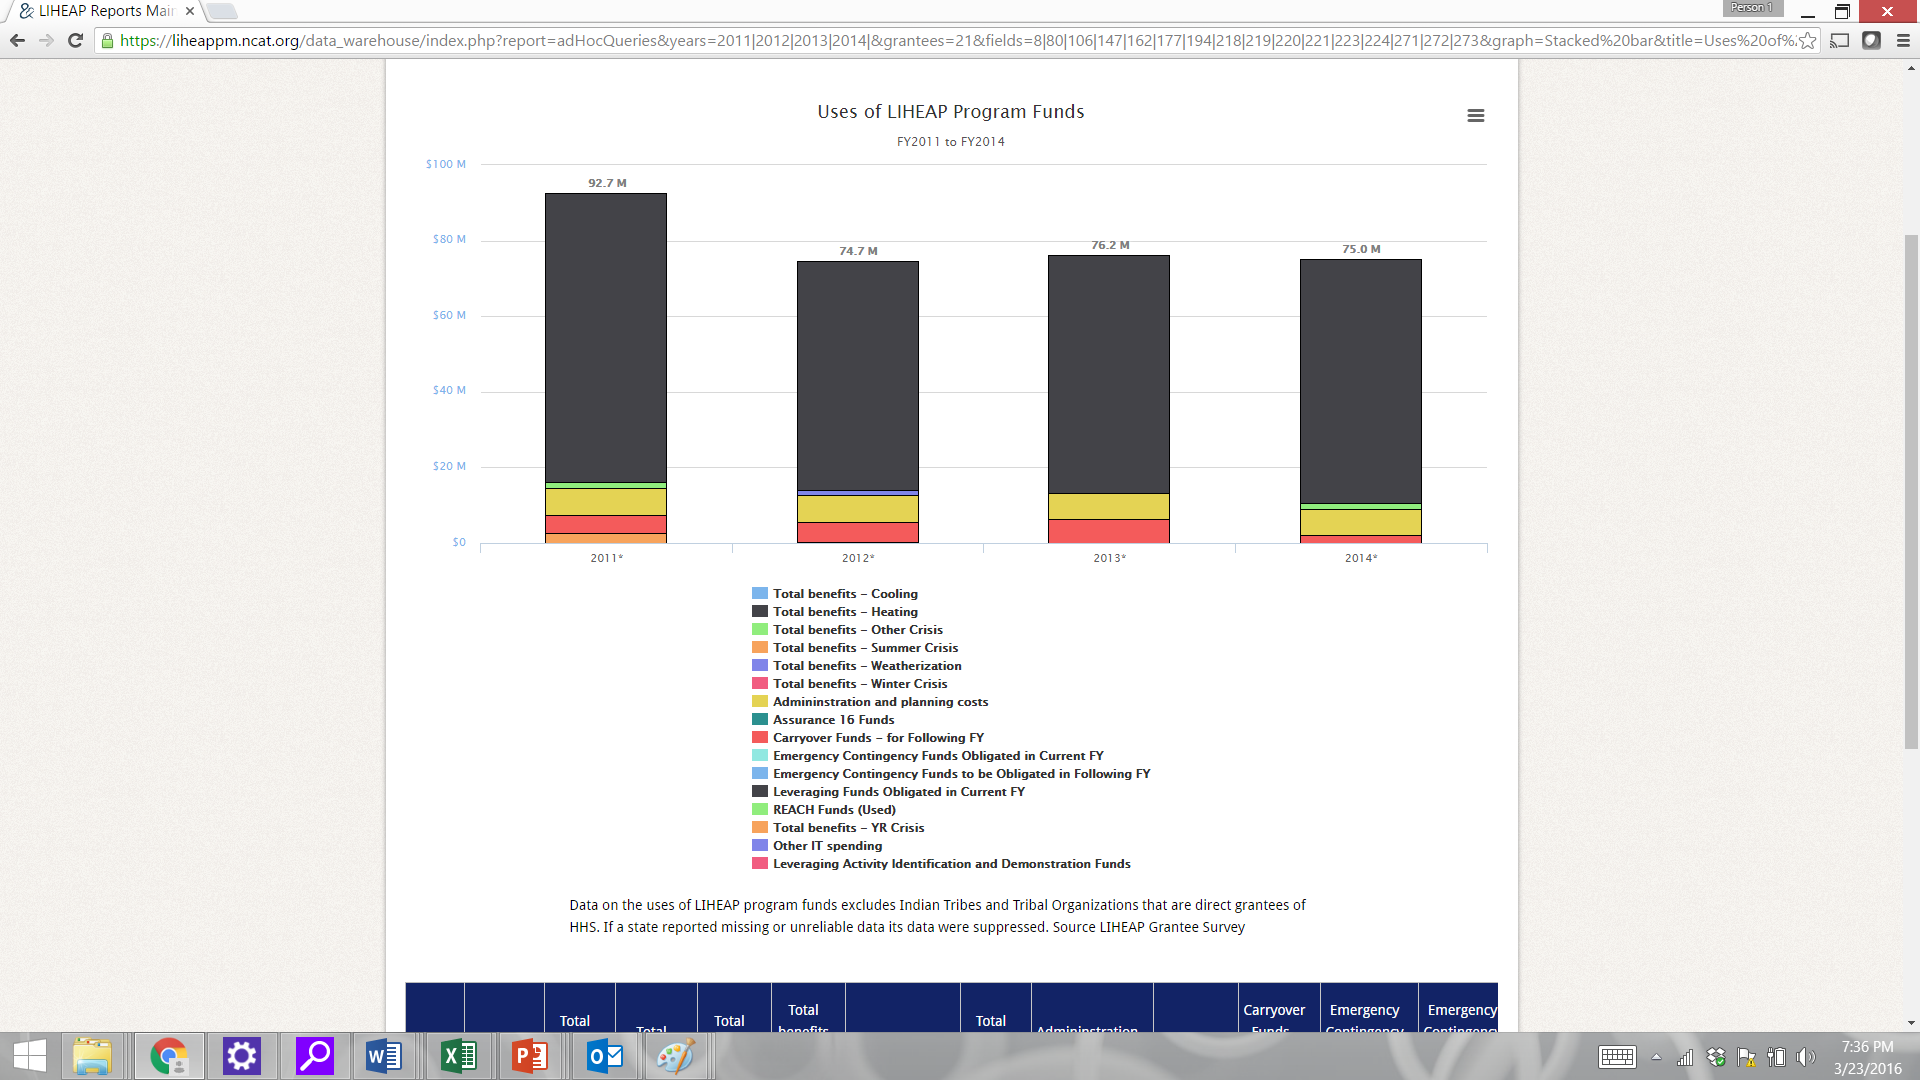 LIHEAP Reports Main
Person 1
https://liheappm.ncat.org/data_warehouse/index.php?report=adHocQueries&years=2011|2012|2013|2014|&grantees=21&fields=8|80|106|147|162|177|194|218|219|220|221|223|224|271|272|273&graph=Stacked%20bar&title=Uses%20of%
Uses of LIHEAP Program Funds
FY2011 to FY2014
$100 M
$80 M
$60 M
$40 M
$20 M
$0
92.7 M
74.7 M
76.2 M
75.0 M
2011*
2012*
2013*
2014*
Total benefits – Cooling
Total benefits – Heating
Total benefits – Other Crisis
Total benefits – Summer Crisis
Total benefits – Weatherization
Total benefits – Winter Crisis
Admininstration and planning costs
Assurance 16 Funds
Carryover Funds – for Following FY
Emergency Contingency Funds Obligated in Current FY
Emergency Contingency Funds to be Obligated in Following FY
Leveraging Funds Obligated in Current FY
REACH Funds (Used)
Total benefits – YR Crisis
Other IT spending
Leveraging Activity Identification and Demonstration Funds
Data on the uses of LIHEAP program funds excludes Indian Tribes and Tribal Organizations that are direct grantees of
HHS. If a state reported missing or unreliable data its data were suppressed. Source LIHEAP Grantee Survey
Total
Total
Total
Total
benefits
Total
Admininstration
Carryover
Funds
Emergency
Contingency
Emergency
Contingency
7:36 PM
3/23/2016